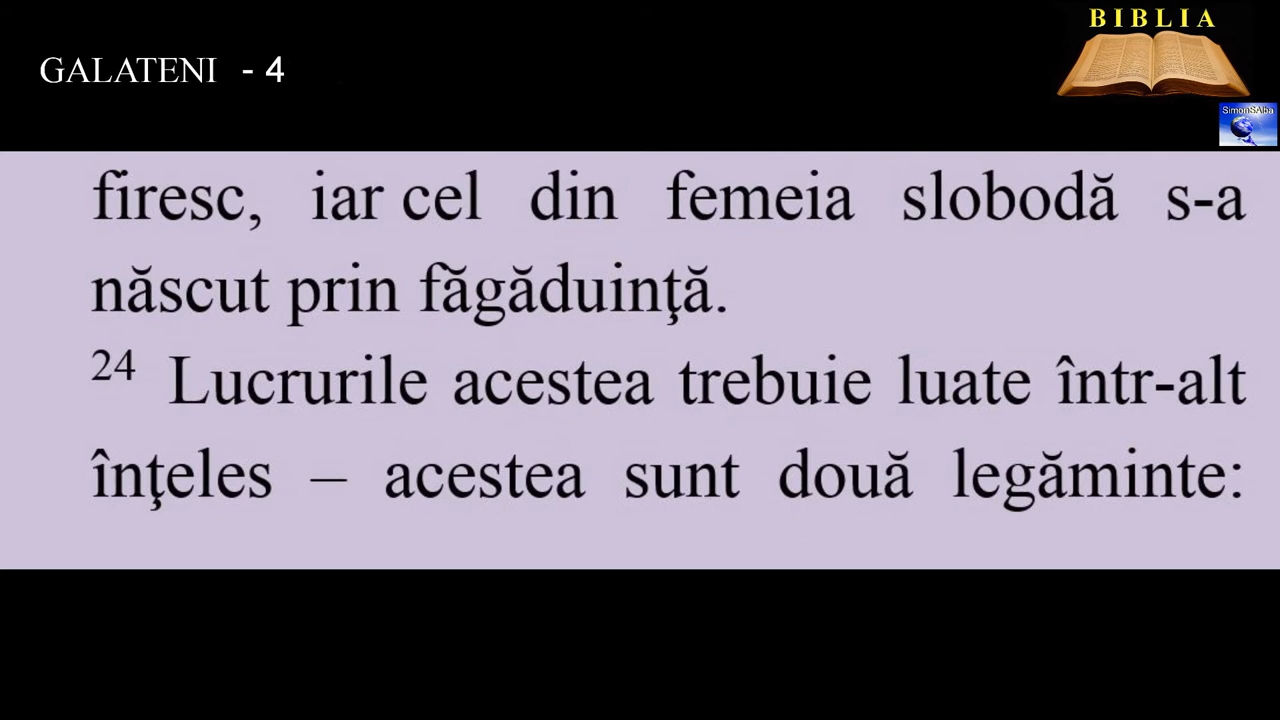 BIBLIA
GALATENI - 4
SimonSAlba
firesc, iar cel din femeia slobodă s-a
născut prin făgăduinţă.
24 Lucrurile acestea trebuie luate într-alt
înţeles – acestea sunt două legăminte: